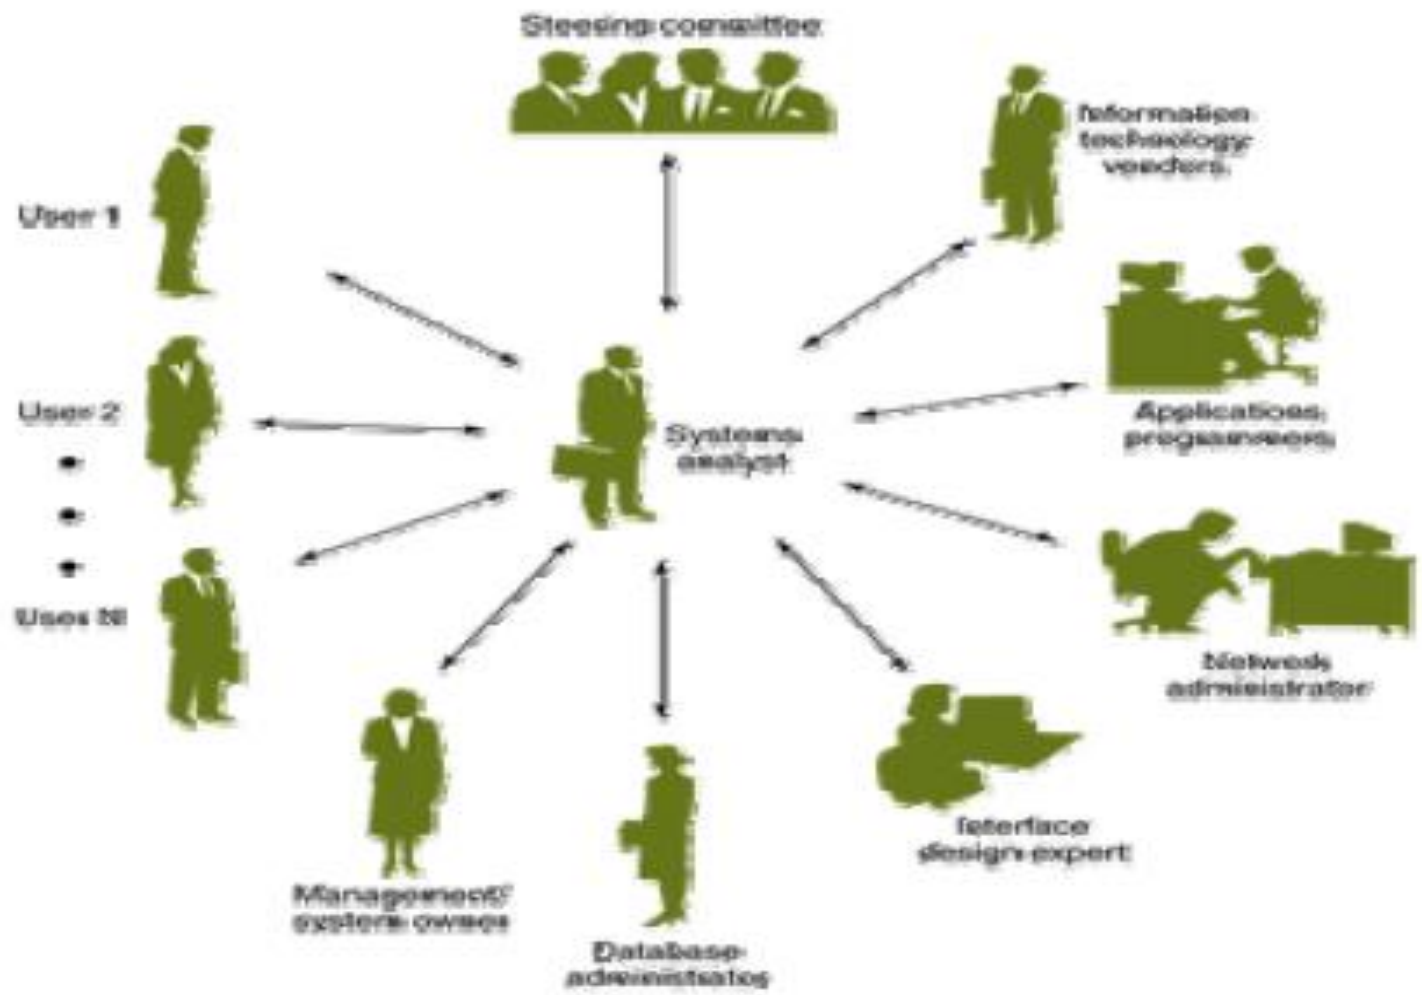 Steering committee
Information
technology
vendors
User 1
Applications
programmers
User 2
Systems
analyst
User N
Network
administrator
Interface
design expert
Management/
system owner
Database
administrator